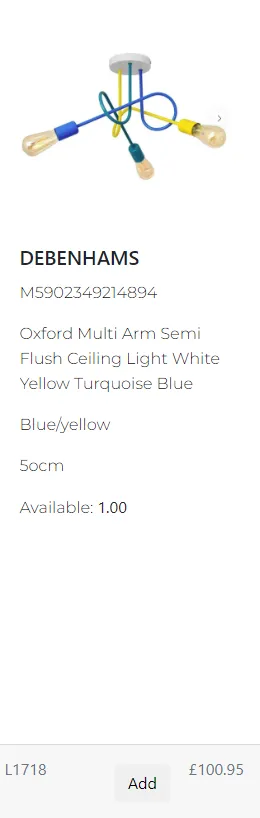 DEBENHAMS
M5902349214894
Oxford Multi Arm Semi
Flush Ceiling Light White
Yellow Turquoise Blue
Blue/yellow
5ocm
Available: 1.00
L1718
Add
£100.95